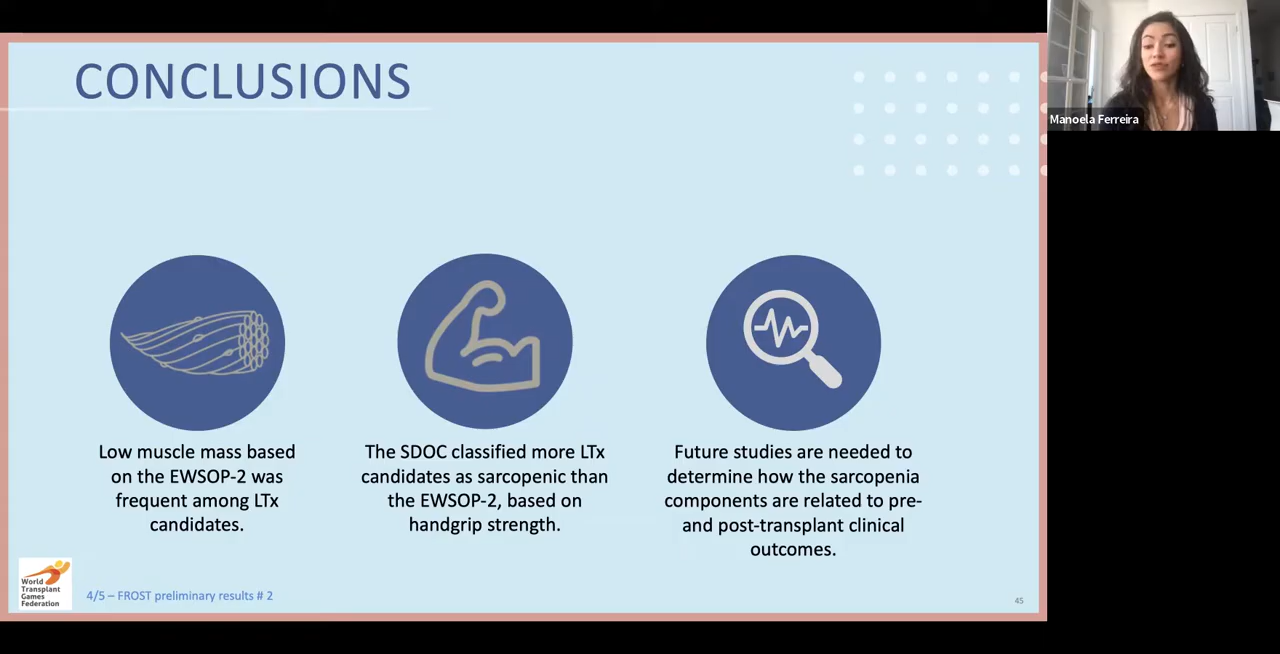 CONCLUSIONS
Manoela Ferreira
Low muscle mass based
on the EWSOP-2 was
frequent among LTx
candidates.
The SDOC classified more LTx
candidates as sarcopenic than
the EWSOP-2, based on
handgrip strength.
Future studies are needed to
determine how the sarcopenia
components are related to pre-
and post-transplant clinical
outcomes.
World
Transplant
Games
Federation
4/5 – FROST preliminary results # 2
45